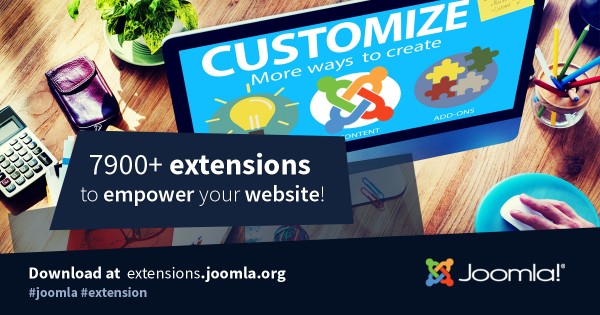 CUSTOMIZE
More ways to create
CONTENT
ADD-ONS
7900+ extensions
to empower your website!
Download at extensions.joomla.org
#joomla #extension
Joomla!®